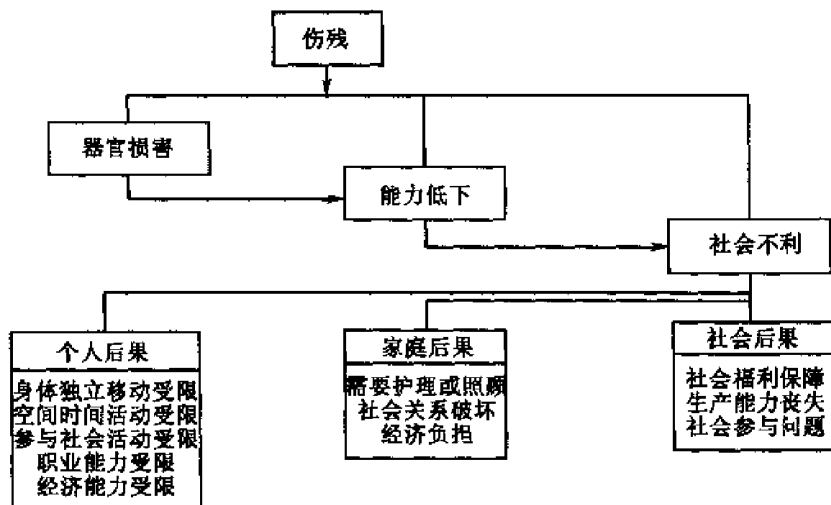 伤残
器官损害
能力低下
社会不利
个人后果
身体独立移动受限
空间时间活动受限
参与社会活动受限
职业能力受限
经济能力受限
家庭后果
需要护理或照顾
社会关系破坏
经济负担
社会后果
社会福利保障
生产能力丧失
社会参与问题